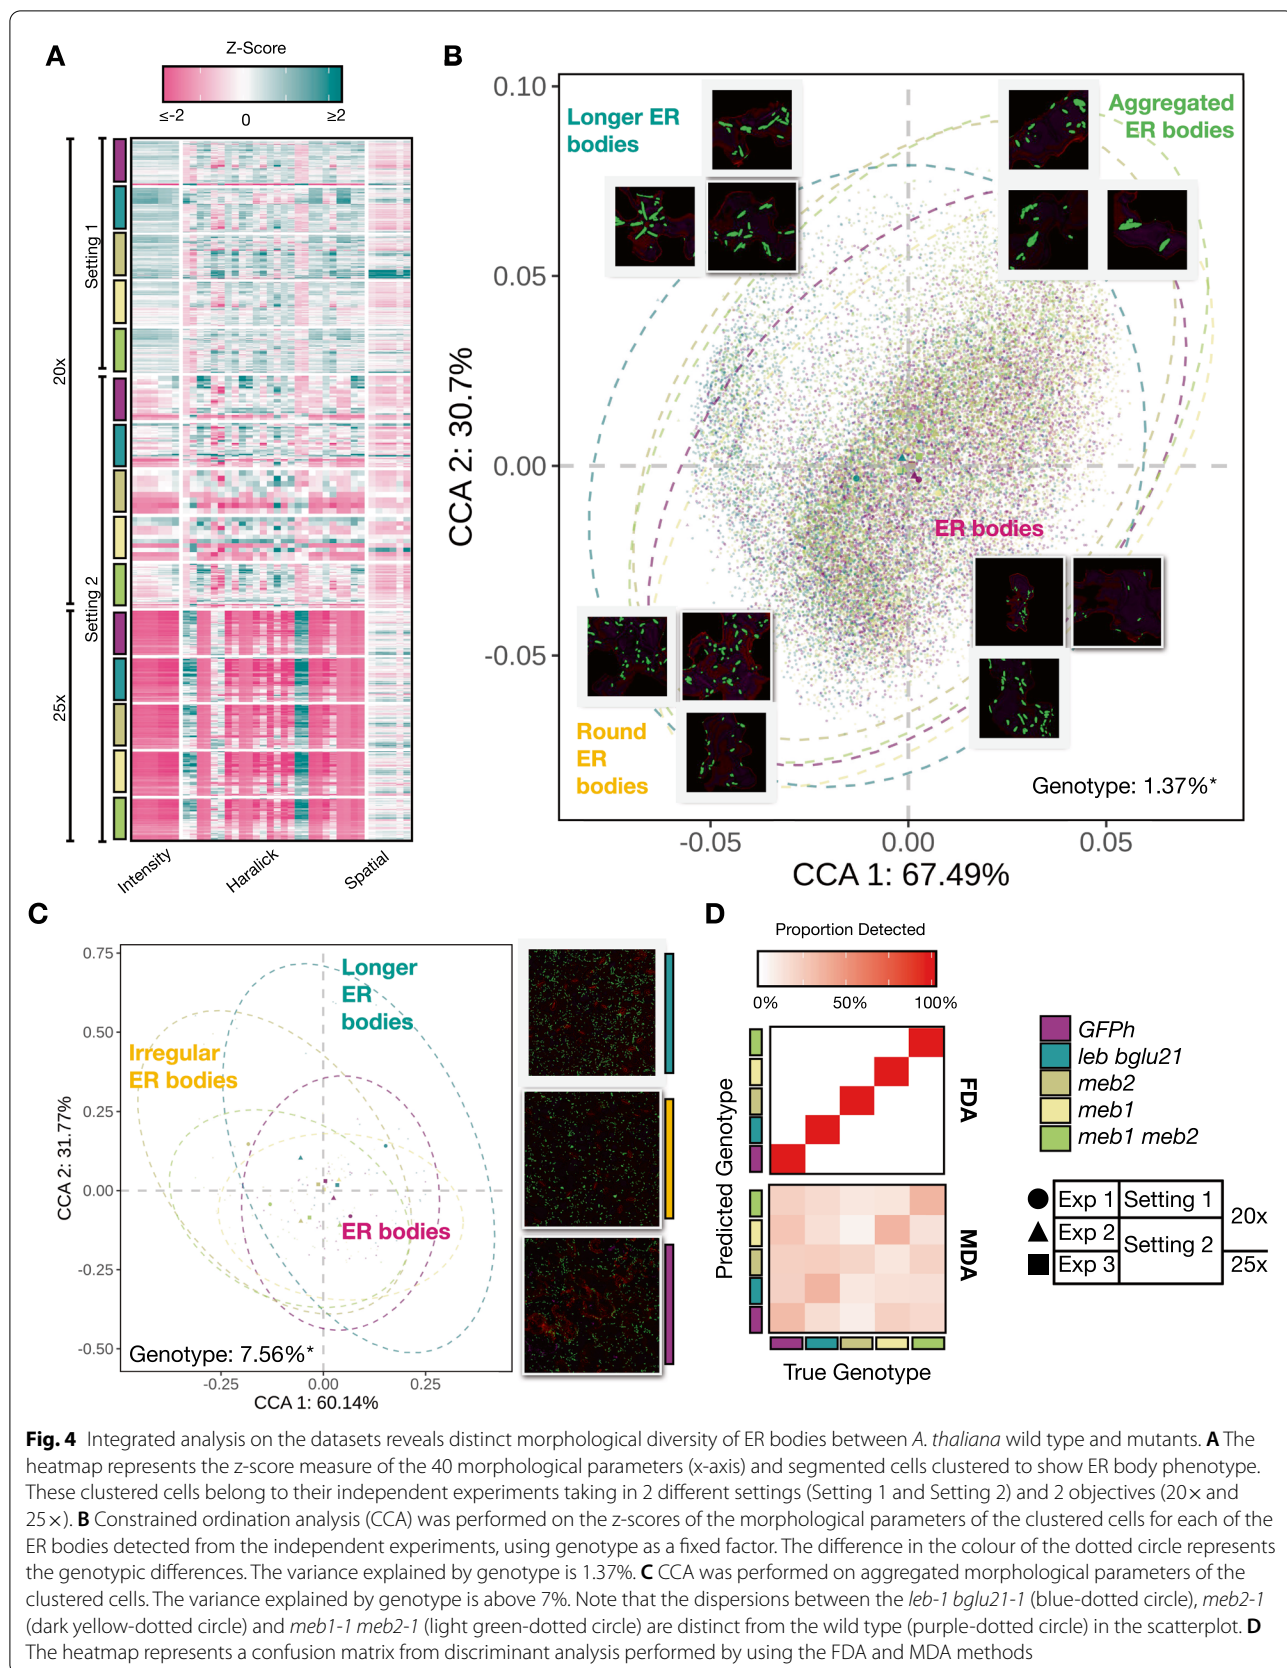 A
Z-Score
≤-2
0
≥2
20x
25x
Setting 1
Setting 2
Intensity
Haralick
Spatial
B
CCA 2: 30.7%
0.10
0.05
0.00
-0.05
Longer ER
bodies
Aggregated
ER bodies
ER bodies
Round
ER
bodies
Genotype: 1.37%*
-0.05
0.00
0.05
CCA 1: 67.49%
C
CCA 2: 31.77%
0.75
0.50
0.25
0.00
-0.25
-0.50
Longer
ER
bodies
Irregular
ER bodies
ER bodies
Genotype: 7.56%*
-0.25
0.00
0.25
CCA 1: 60.14%
D
Proportion Detected
0%
50%
100%
Predicted Genotype
FDA
MDA
True Genotype
GFPh
leb bglu21
meb2
meb1
meb1 meb2
Exp 1
Setting 1
20x
Exp 2
Setting 2
Exp 3
25x
Fig. 4 Integrated analysis on the datasets reveals distinct morphological diversity of ER bodies between A. thaliana wild type and mutants. A The
heatmap represents the z-score measure of the 40 morphological parameters (x-axis) and segmented cells clustered to show ER body phenotype.
These clustered cells belong to their independent experiments taking in 2 different settings (Setting 1 and Setting 2) and 2 objectives (20× and
25×). B Constrained ordination analysis (CCA) was performed on the z-scores of the morphological parameters of the clustered cells for each of the
ER bodies detected from the independent experiments, using genotype as a fixed factor. The difference in the colour of the dotted circle represents
the genotypic differences. The variance explained by genotype is 1.37%. C CCA was performed on aggregated morphological parameters of the
clustered cells. The variance explained by genotype is above 7%. Note that the dispersions between the leb-1 bglu21-1 (blue-dotted circle), meb2-1
(dark yellow-dotted circle) and meb1-1 meb2-1 (light green-dotted circle) are distinct from the wild type (purple-dotted circle) in the scatterplot. D
The heatmap represents a confusion matrix from discriminant analysis performed by using the FDA and MDA methods